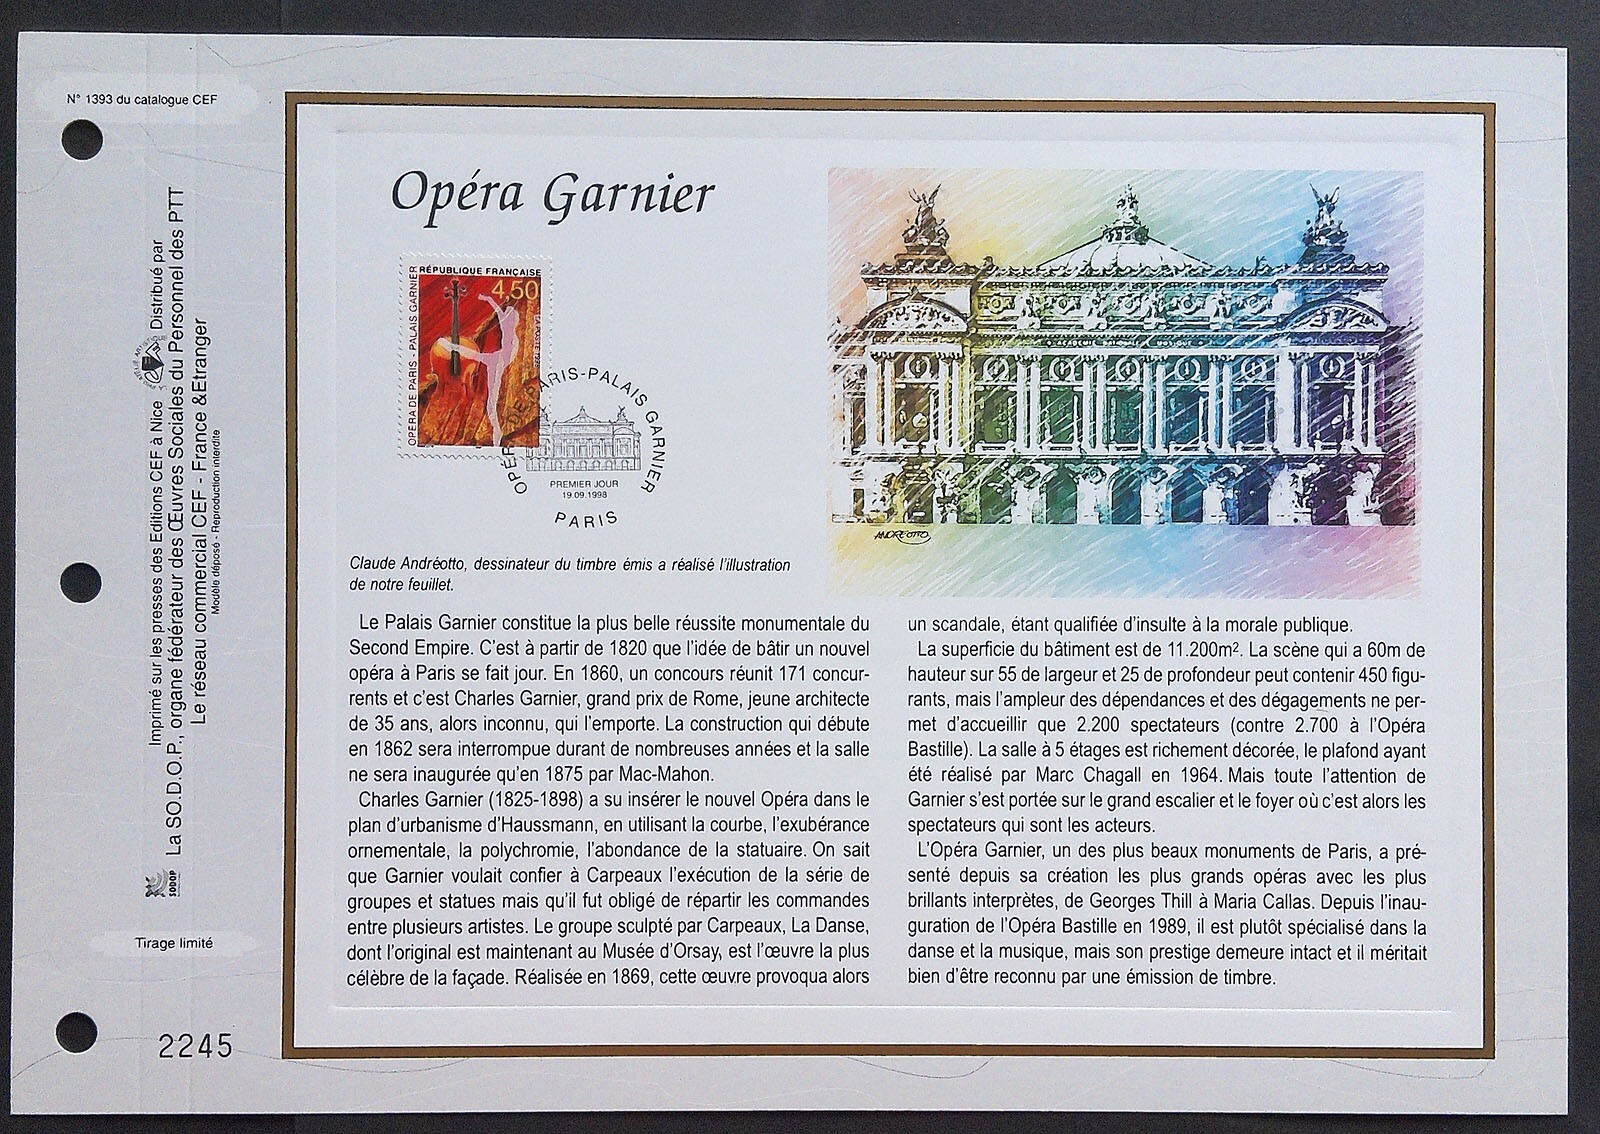 N° 1393 du catalogue CEF
Imprimé sur les presses des Editions CEF à Nice
Distribué par
La SO.D.O.P., organe fédérateur des Œuvres Sociales du Personnel des PTT
Le réseau commercial CEF - France &Etranger
Modèle déposé - Reproduction interdite
SODOP
Tirage limité
2245
Opéra Garnier
RÉPUBLIQUE FRANÇAISE
4,50
OPÉRA DE PARIS - PALAIS GARNIER
LA POSTE 1998
OPÉRA DE PARIS-PALAIS GARNIER
PREMIER JOUR
19.09.1998
PARIS
ACADEMIE NATIONALE MUSIQUE
ANDRÉOTTO
Claude Andréotto, dessinateur du timbre émis a réalisé l'illustration
de notre feuillet.
Le Palais Garnier constitue la plus belle réussite monumentale du
Second Empire. C'est à partir de 1820 que l'idée de bâtir un nouvel
opéra à Paris se fait jour. En 1860, un concours réunit 171 concur-
rents et c'est Charles Garnier, grand prix de Rome, jeune architecte
de 35 ans, alors inconnu, qui l'emporte. La construction qui débute
en 1862 sera interrompue durant de nombreuses années et la salle
ne sera inaugurée qu'en 1875 par Mac-Mahon.
Charles Garnier (1825-1898) a su insérer le nouvel Opéra dans le
plan d'urbanisme d'Haussmann, en utilisant la courbe, l'exubérance
ornementale, la polychromie, l'abondance de la statuaire. On sait
que Garnier voulait confier à Carpeaux l'exécution de la série de
groupes et statues mais qu'il fut obligé de répartir les commandes
entre plusieurs artistes. Le groupe sculpté par Carpeaux, La Danse,
dont l'original est maintenant au Musée d'Orsay, est l'œuvre la plus
célèbre de la façade. Réalisée en 1869, cette œuvre provoqua alors
un scandale, étant qualifiée d'insulte à la morale publique.
La superficie du bâtiment est de 11.200m². La scène qui a 60m de
hauteur sur 55 de largeur et 25 de profondeur peut contenir 450 figu-
rants, mais l'ampleur des dépendances et des dégagements ne per-
met d'accueillir que 2.200 spectateurs (contre 2.700 à l'Opéra
Bastille). La salle à 5 étages est richement décorée, le plafond ayant
été réalisé par Marc Chagall en 1964. Mais toute l'attention de
Garnier s'est portée sur le grand escalier et le foyer où c'est alors les
spectateurs qui sont les acteurs.
L'Opéra Garnier, un des plus beaux monuments de Paris, a pré-
senté depuis sa création les plus grands opéras avec les plus
brillants interprètes, de Georges Thill à Maria Callas. Depuis l'inau-
guration de l'Opéra Bastille en 1989, il est plutôt spécialisé dans la
danse et la musique, mais son prestige demeure intact et il méritait
bien d'être reconnu par une émission de timbre.